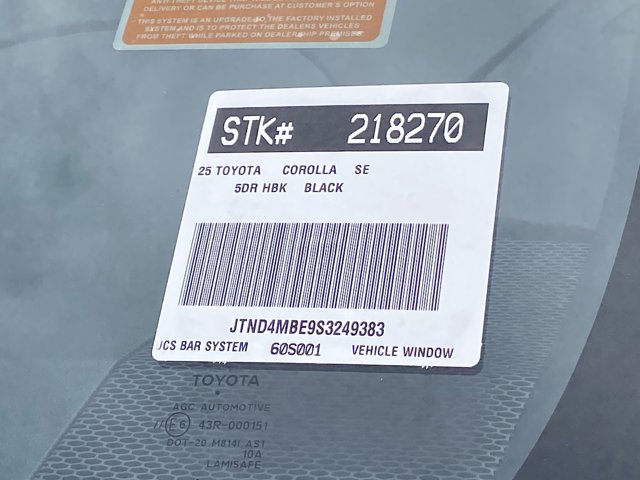 DELIVERY OR CAN BE PURCHASE AT CUSTOMER'S OPTION
THIS SYSTEM IS AN UPGRADE TO THE FACTORY INSTALLED
SYSTEM AND IS TO PROTECT THE DEALERS VEHICLES
FROM THEFT WHILE PARKED ON DEALERSHIP PREMISES
STK# 218270
25 TOYOTA COROLLA SE
5DR HBK BLACK
JTND4MBE9S3249383
JCS BAR SYSTEM 60S001 VEHICLE WINDOW
TOYOTA
AGC AUTOMOTIVE
// E6 43R-000151
DOT-20 M814I AS1
10A
LAMISAFE